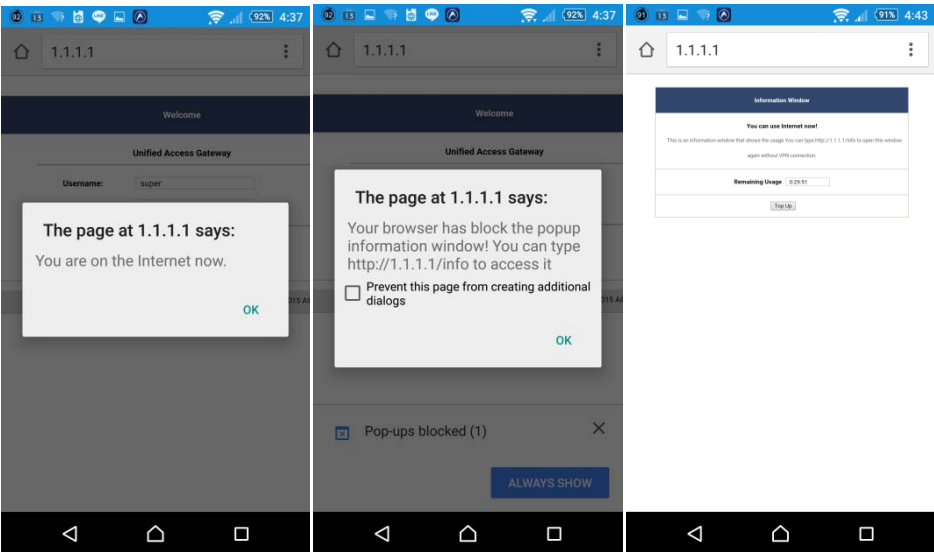 92% 4:37
1.1.1.1
Welcome
Unified Access Gateway
Username: super
The page at 1.1.1.1 says:
You are on the Internet now.
OK
2015 All
92% 4:37
1.1.1.1
Welcome
Unified Access Gateway
The page at 1.1.1.1 says:
Your browser has block the popup
information window! You can type
http://1.1.1.1/info to access it
Prevent this page from creating additional
dialogs
OK
Pop-ups blocked (1)
ALWAYS SHOW
91% 4:43
1.1.1.1
Information Window
You can use Internet now!
This is an information window that shows the usage.You can type http://1.1.1.1/info to open this window
again without VPN connection.
Remaining Usage 0:29:51
Top Up